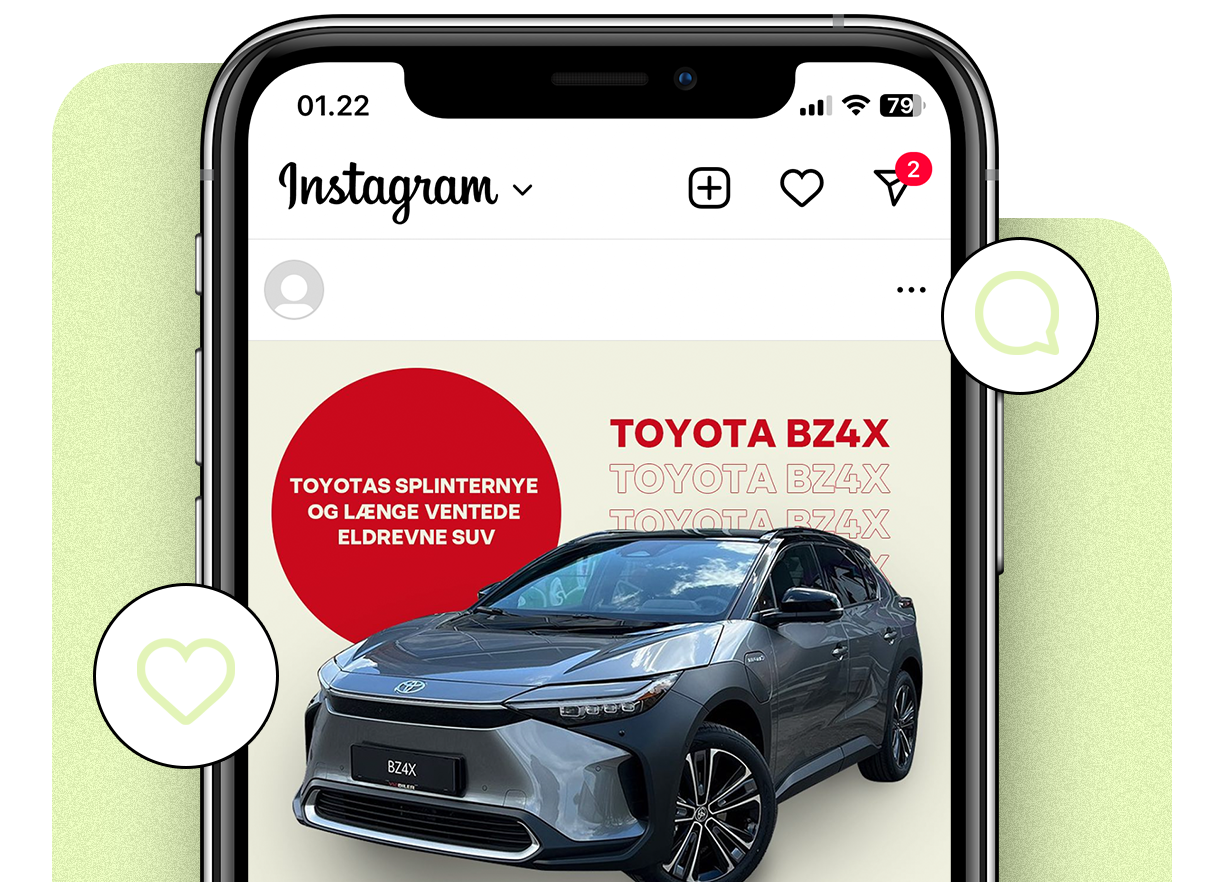 01.22
79
Instagram
2
TOYOTAS SPLINTERNYE
OG LÆNGE VENTEDE
ELDREVNE SUV
TOYOTA BZ4X
TOYOTA BZ4X
TOYOTA BZ4X
BZ4X